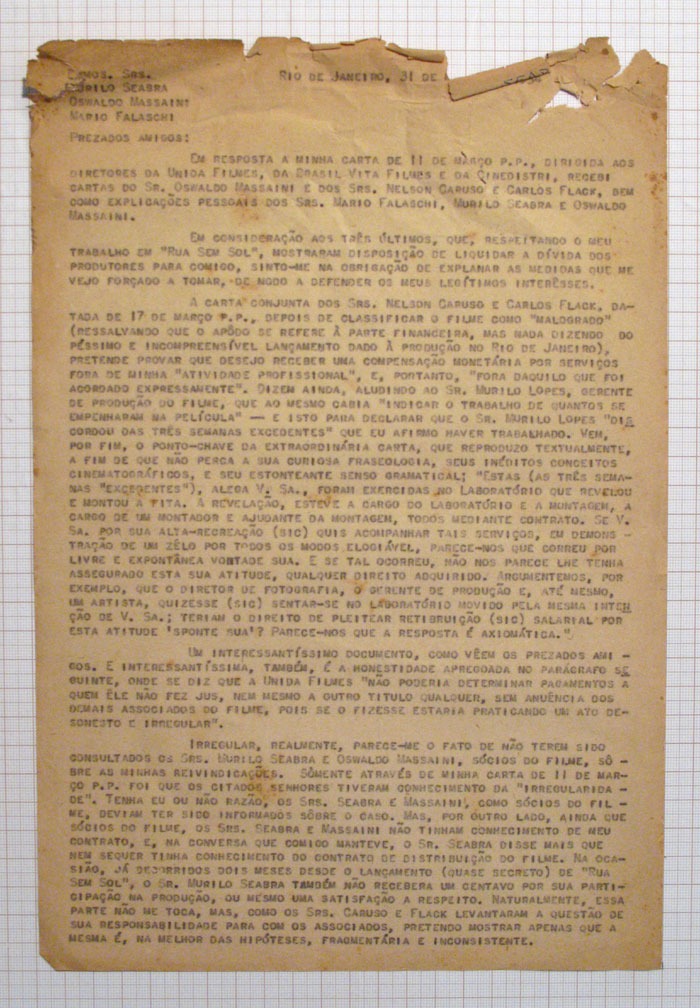 EXMOS. SRS. RIO DE JANEIRO, 31 DE
MURILO SEABRA
OSWALDO MASSAINI
MARIO FALASCHI
PREZADOS AMIGOS:
EM RESPOSTA A MINHA CARTA DE 11 DE MARÇO P.P., DIRIGIDA AOS
DIRETORES DA UNIDA FILMES, DA BRASIL VITA FILMES E DA CINEDISTRI, RECEBI
CARTAS DO SR. OSWALDO MASSAINI E DOS SRS. NELSON CARUSO E CARLOS FLACK, BEM
COMO EXPLICAÇÕES PESSOAIS DOS SRS. MARIO FALASCHI, MURILO SEABRA E OSWALDO
MASSAINI.
EM CONSIDERAÇÃO AOS TRÊS ÚLTIMOS, QUE, RESPEITANDO O MEU
TRABALHO EM "RUA SEM SOL", MOSTRARAM DISPOSIÇÃO DE LIQUIDAR A DÍVIDA DOS
PRODUTORES PARA COMIGO, SINTO-ME NA OBRIGAÇÃO DE EXPLANAR AS MEDIDAS QUE ME
VEJO FORÇADO A TOMAR, DE MODO A DEFENDER OS MEUS LEGÍTIMOS INTERÊSSES.
A CARTA CONJUNTA DOS SRS. NELSON CARUSO E CARLOS FLACK, DA-
TADA DE 17 DE MARÇO P.P., DEPOIS DE CLASSIFICAR O FILME COMO "MALOGRADO"
(RESSALVANDO QUE O APÔDO SE REFERE À PARTE FINANCEIRA, MAS NADA DIZENDO DO
PÉSSIMO E INCOMPREENSÍVEL LANÇAMENTO DADO À PRODUÇÃO NO RIO DE JANEIRO),
PRETENDE PROVAR QUE DESEJO RECEBER UMA COMPENSAÇÃO MONETÁRIA POR SERVIÇOS
FORA DE MINHA "ATIVIDADE PROFISSIONAL", E, PORTANTO, "FORA DAQUILO QUE FOI
ACORDADO EXPRESSAMENTE". DIZEM AINDA, ALUDINDO AO SR. MURILO LOPES, GERENTE
DE PRODUÇÃO DO FILME, QUE AO MESMO CABIA "INDICAR O TRABALHO DE QUANTOS SE
EMPENHARAM NA PELÍCULA" — E ISTO PARA DECLARAR QUE O SR. MURILO LOPES "DIS
CORDOU DAS TRÊS SEMANAS EXCEDENTES" QUE EU AFIRMO HAVER TRABALHADO. VEM,
POR FIM, O PONTO-CHAVE DA EXTRAORDINÁRIA CARTA, QUE REPRODUZO TEXTUALMENTE,
A FIM DE QUE NÃO PERCA A SUA CURIOSA FRASEOLOGIA, SEUS INÉDITOS CONCEITOS
CINEMATOGRÁFICOS, E SEU ESTONTEANTE SENSO GRAMATICAL; "ESTAS (AS TRÊS SEMA-
NAS "EXCEDENTES"), ALEGA V. SA., FORAM EXERCIDAS NO LABORATÓRIO QUE REVELOU
E MONTOU A FITA. A REVELAÇÃO, ESTEVE A CARGO DO LABORATÓRIO E A MONTAGEM, A
CARGO DE UM MONTADOR E AJUDANTE DA MONTAGEM, TODOS MEDIANTE CONTRATO. SE V.
SA. POR SUA ALTA-RECREAÇÃO (SIC) QUIS ACOMPANHAR TAIS SERVIÇOS, EM DEMONS-
TRAÇÃO DE UM ZÊLO POR TODOS OS MODOS ELOGIÁVEL, PARECE-NOS QUE CORREU POR
LIVRE E EXPONTÂNEA VONTADE SUA. E SE TAL OCORREU, NÃO NOS PARECE LHE TENHA
ASSEGURADO ESTA SUA ATITUDE, QUALQUER DIREITO ADQUIRIDO. ARGUMENTEMOS, POR
EXEMPLO, QUE O DIRETOR DE FOTOGRAFIA, O GERENTE DE PRODUÇÃO E, ATÉ MESMO,
UM ARTISTA, QUIZESSE (SIC) SENTAR-SE NO LABORATÓRIO MOVIDO PELA MESMA INTEN
ÇÃO DE V. SA.; TERIAM O DIREITO DE PLEITEAR RETIBRUIÇÃO (SIC) SALARIAL POR
ESTA ATITUDE 'SPONTE SUA'? PARECE-NOS QUE A RESPOSTA É AXIOMÁTICA."
UM INTERESSANTÍSSIMO DOCUMENTO, COMO VÊEM OS PREZADOS AMI-
GOS. E INTERESSANTÍSSIMA, TAMBÉM, É A HONESTIDADE APREGOADA NO PARÁGRAFO SE
GUINTE, ONDE SE DIZ QUE A UNIDA FILMES "NÃO PODERIA DETERMINAR PAGAMENTOS A
QUEM ÊLE NÃO FEZ JUS, NEM MESMO A OUTRO TITULO QUALQUER, SEM ANUÊNCIA DOS
DEMAIS ASSOCIADOS DO FILME, POIS SE O FIZESSE ESTARIA PRATICANDO UM ATO DE-
SONESTO E IRREGULAR".
IRREGULAR, REALMENTE, PARECE-ME O FATO DE NÃO TEREM SIDO
CONSULTADOS OS SRS. MURILO SEABRA E OSWALDO MASSAINI, SÓCIOS DO FILME, SÔ-
BRE AS MINHAS REIVINDICAÇÕES. SÒMENTE ATRAVÉS DE MINHA CARTA DE 11 DE MAR-
ÇO P.P. FOI QUE OS CITADOS SENHORES TIVERAM CONHECIMENTO DA "IRREGULARIDA-
DE". TENHA EU OU NÃO RAZÃO, OS SRS. SEABRA E MASSAINI, COMO SÓCIOS DO FIL-
ME, DEVIAM TER SIDO INFORMADOS SÔBRE O CASO. MAS, POR OUTRO LADO, AINDA QUE
SÓCIOS DO FILME, OS SRS. SEABRA E MASSAINI NÃO TINHAM CONHECIMENTO DE MEU
CONTRATO, E, NA CONVERSA QUE COMIGO MANTEVE, O SR. SEABRA DISSE MAIS QUE
NEM SEQUER TINHA CONHECIMENTO DO CONTRATO DE DISTRIBUIÇÃO DO FILME. NA OCA-
SIÃO, JÁ DECORRIDOS DOIS MESES DESDE O LANÇAMENTO (QUASE SECRETO) DE "RUA
SEM SOL", O SR. MURILO SEABRA TAMBÉM NÃO RECEBERA UM CENTAVO POR SUA PARTI-
CIPAÇÃO NA PRODUÇÃO, OU MESMO UMA SATISFAÇÃO A RESPEITO. NATURALMENTE, ESSA
PARTE NÃO ME TOCA, MAS, COMO OS SRS. CARUSO E FLACK LEVANTARAM A QUESTÃO DE
SUA RESPONSABILIDADE PARA COM OS ASSOCIADOS, PRETENDO MOSTRAR APENAS QUE A
MESMA É, NA MELHOR DAS HIPÓTESES, FRAGMENTÁRIA E INCONSISTENTE.